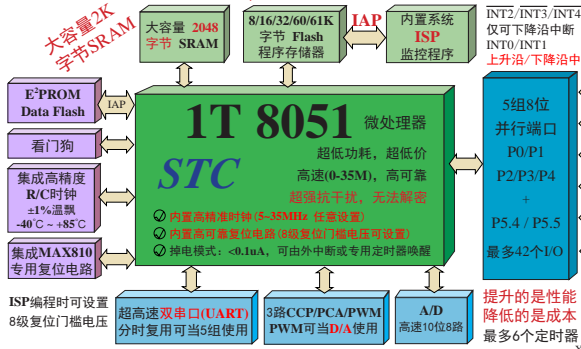 大容量2K
字节SRAM
大容量 2048
字节 SRAM
8/16/32/60/61K
字节 Flash
程序存储器
IAP
内置系统
ISP
监控程序
INT2/INT3/INT4
仅可下降沿中断
INT0/INT1
上升沿/下降沿中
E²PROM
Data Flash
IAP
看门狗
集成高精度
R/C时钟
±1%温飘
-40℃~+85℃
集成MAX810
专用复位电路
1T 8051 微处理器
STC
超低功耗，超低价
高速(0-35M)，高可靠
超强抗干扰，无法解密
内置高精准时钟(5~35MHz 任意设置)
内置高可靠复位电路(8级复位门槛电压可设置)
掉电模式：<0.1uA，可由外中断或专用定时器唤醒
5组8位
并行端口
P0/P1
P2/P3/P4
+
P5.4 / P5.5
最多42个I/O
ISP编程时可设置
8级复位门槛电压
超高速双串口(UART)
分时复用可当5组使用
3路CCP/PCA/PWM
PWM可当D/A使用
A/D
高速10位8路
提升的是性能
降低的是成本
最多6个定时器